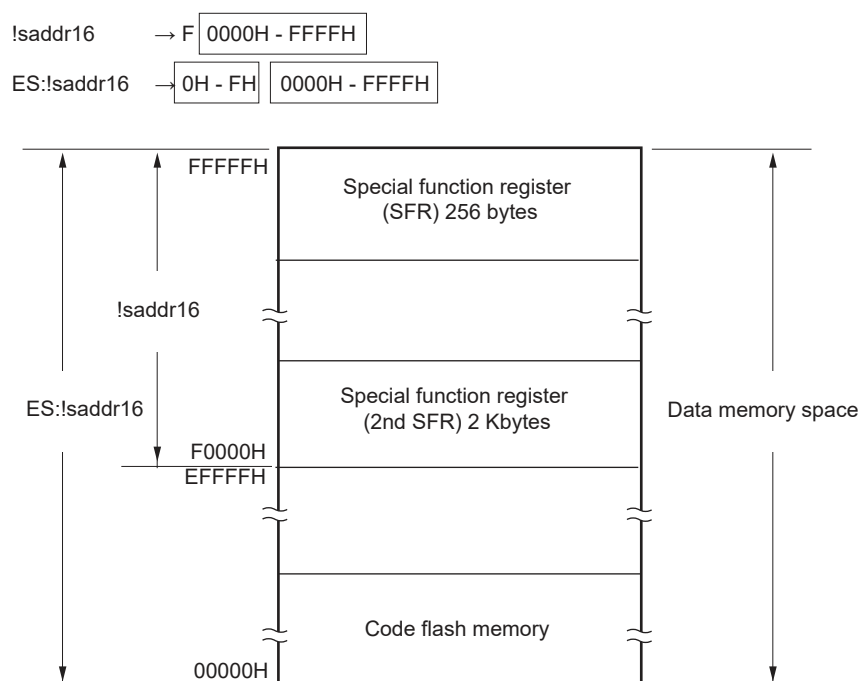 !saddr16 → F 0000H - FFFFH
ES:!saddr16 → 0H - FH 0000H - FFFFH
FFFFFH
Special function register
(SFR) 256 bytes
!saddr16
ES:!saddr16
Special function register
(2nd SFR) 2 Kbytes
Data memory space
F0000H
EFFFFH
Code flash memory
00000H